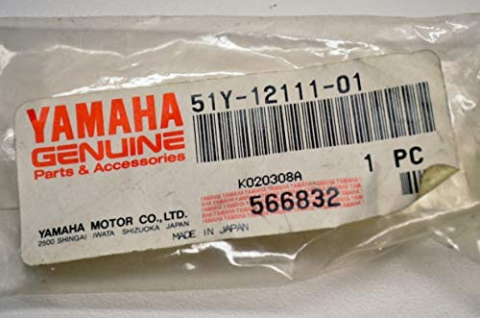 YAMAHA
GENUINE
Parts & Accessories
51Y-12111-01
K020308A
1 PC
566832
YAMAHA MOTOR CO.,LTD.
2500 SHINGAI IWATA SHIZUOKA JAPAN
MADE IN JAPAN